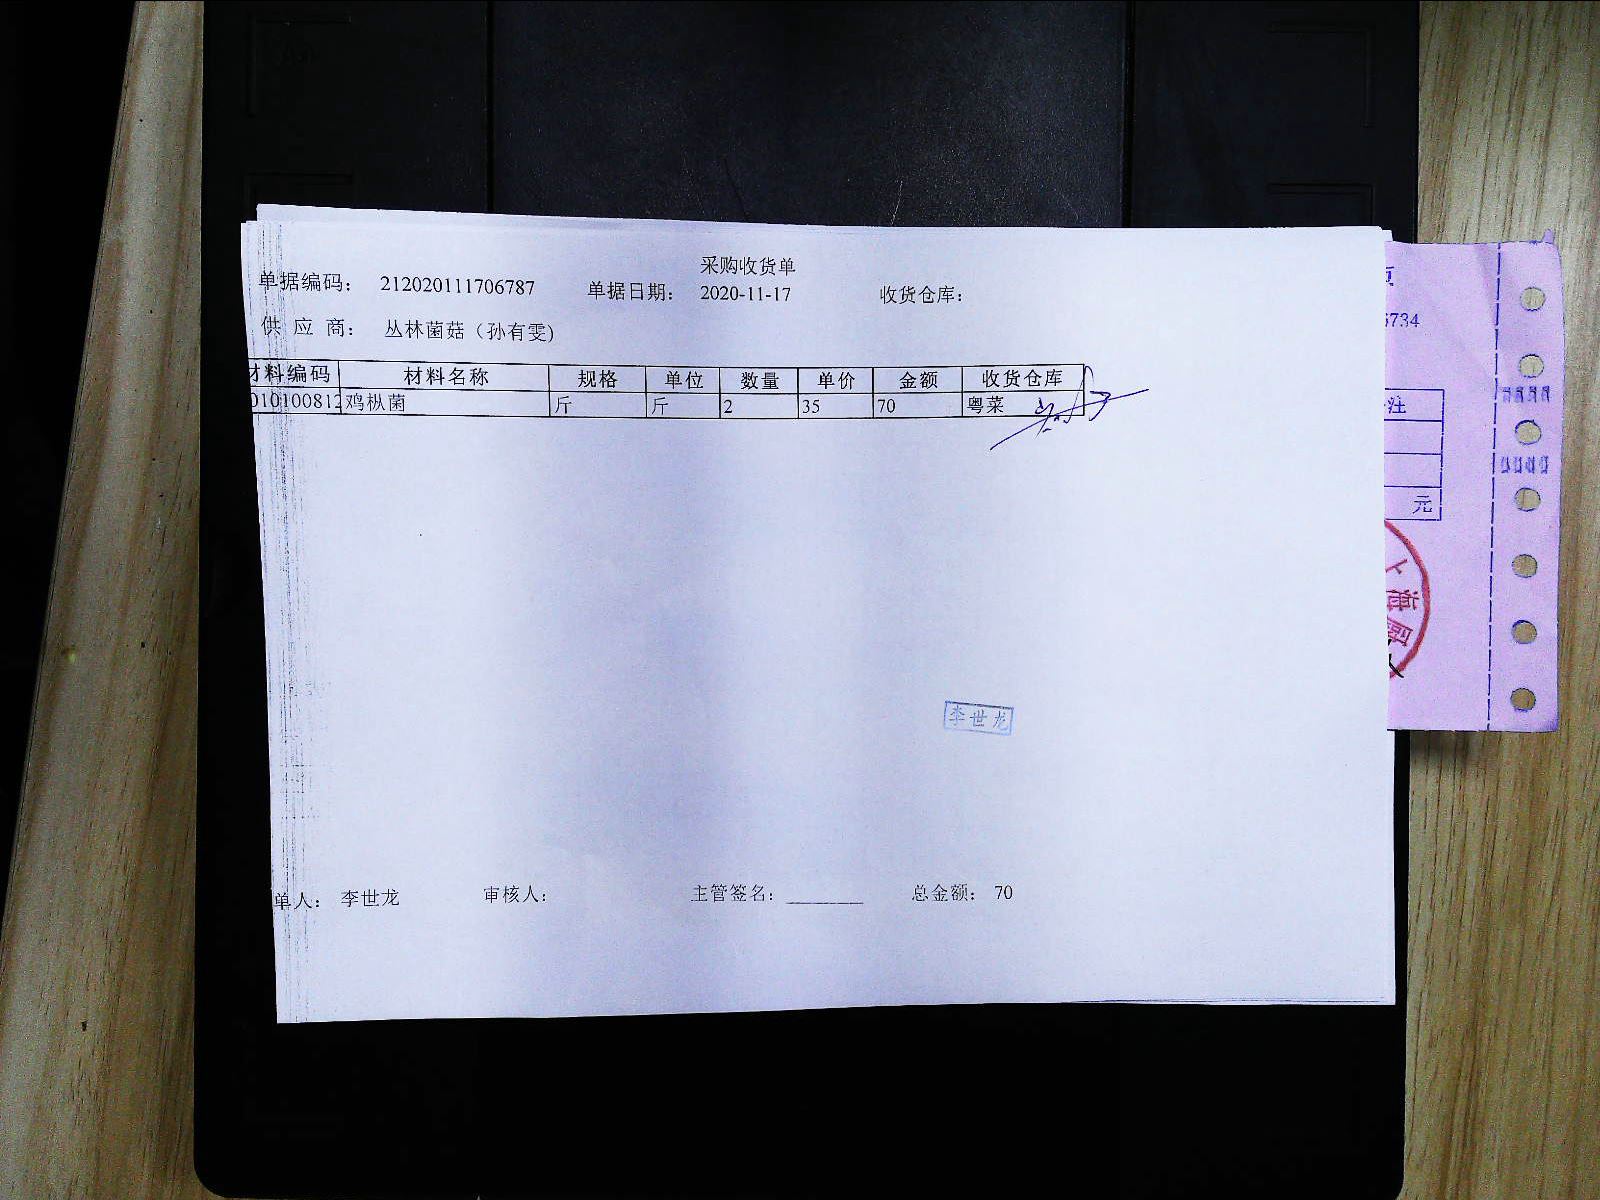 采购收货单
单据编码： 212020111706787 单据日期： 2020-11-17 收货仓库：
供 应 商： 丛林菌菇（孙有雯）
材料编码 材料名称 规格 单位 数量 单价 金额 收货仓库
010100812 鸡枞菌 斤 斤 2 35 70 粤菜
李世龙
单人： 李世龙 审核人： 主管签名： 总金额： 70
6734
注
元